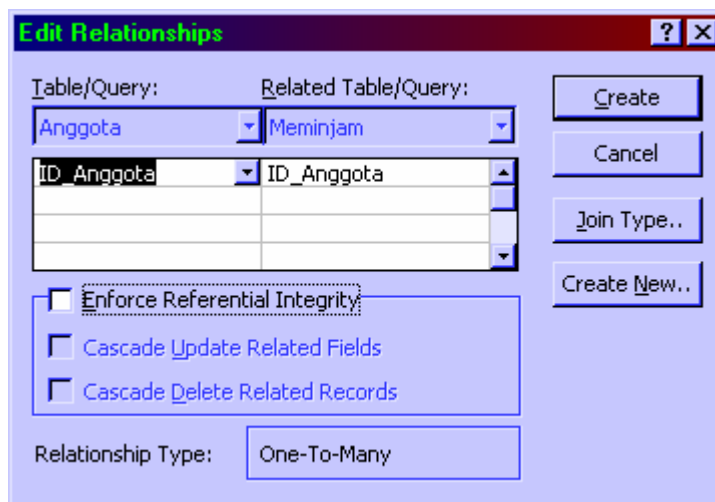 Edit Relationships
Table/Query: Related Table/Query:
Anggota Meminjam
ID_Anggota ID_Anggota
Create
Cancel
Join Type..
Create New..
Enforce Referential Integrity
Cascade Update Related Fields
Cascade Delete Related Records
Relationship Type: One-To-Many